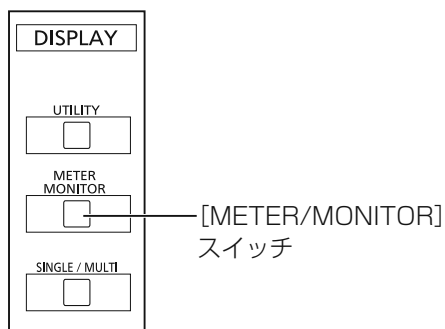 DISPLAY
UTILITY
METER
MONITOR
[METER/MONITOR]
スイッチ
SINGLE / MULTI